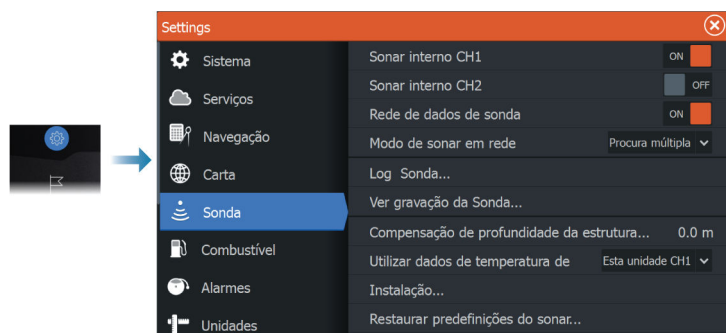 Settings
Sistema
Serviços
Navegação
Carta
Sonda
Combustível
Alarmes
Unidades
Sonar interno CH1 ON
Sonar interno CH2 OFF
Rede de dados de sonda ON
Modo de sonar em rede Procura múltipla
Log Sonda...
Ver gravação da Sonda...
Compensação de profundidade da estrutura... 0.0 m
Utilizar dados de temperatura de Esta unidade CH1
Instalação...
Restaurar predefinições do sonar...